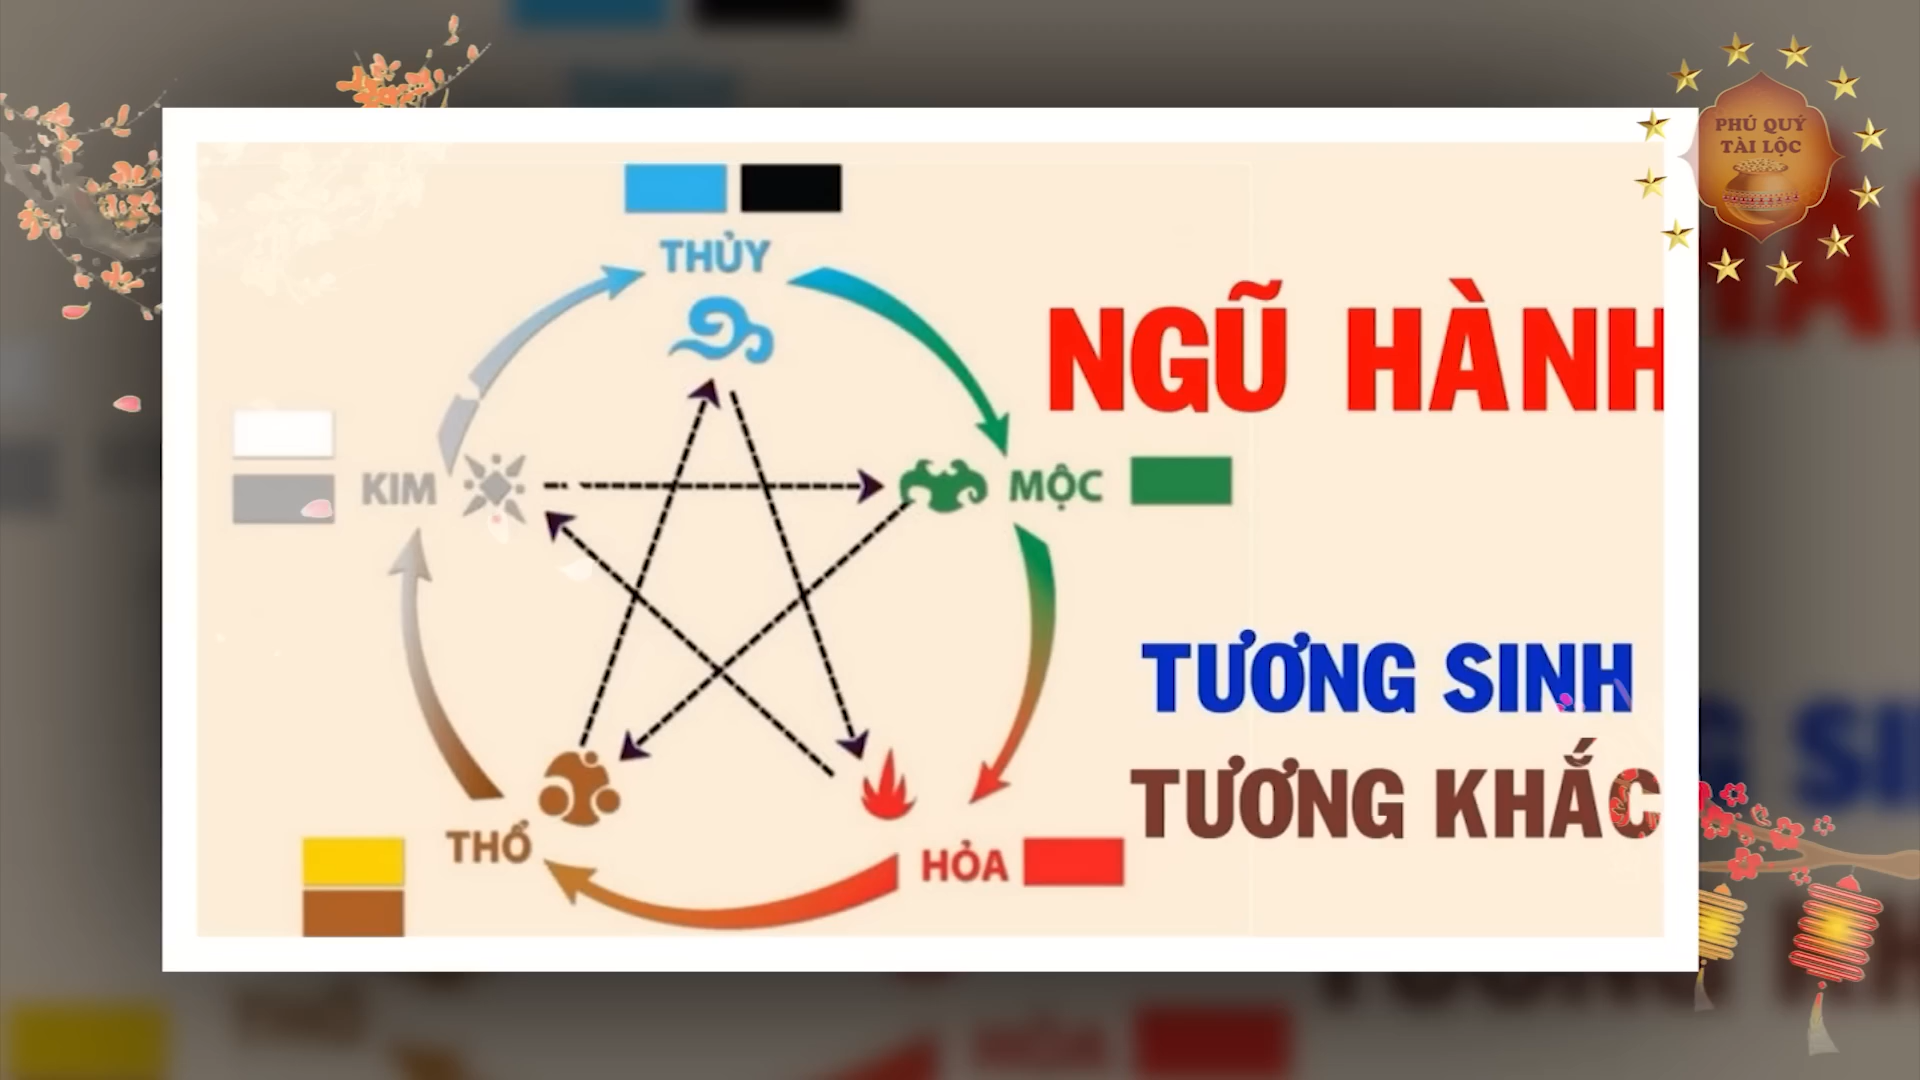 PHÚ QUÝ
TÀI LỘC
THỦY
NGŨ HÀNH
KIM
MỘC
TƯƠNG SINH
TƯƠNG KHẮC
THỔ
HỎA